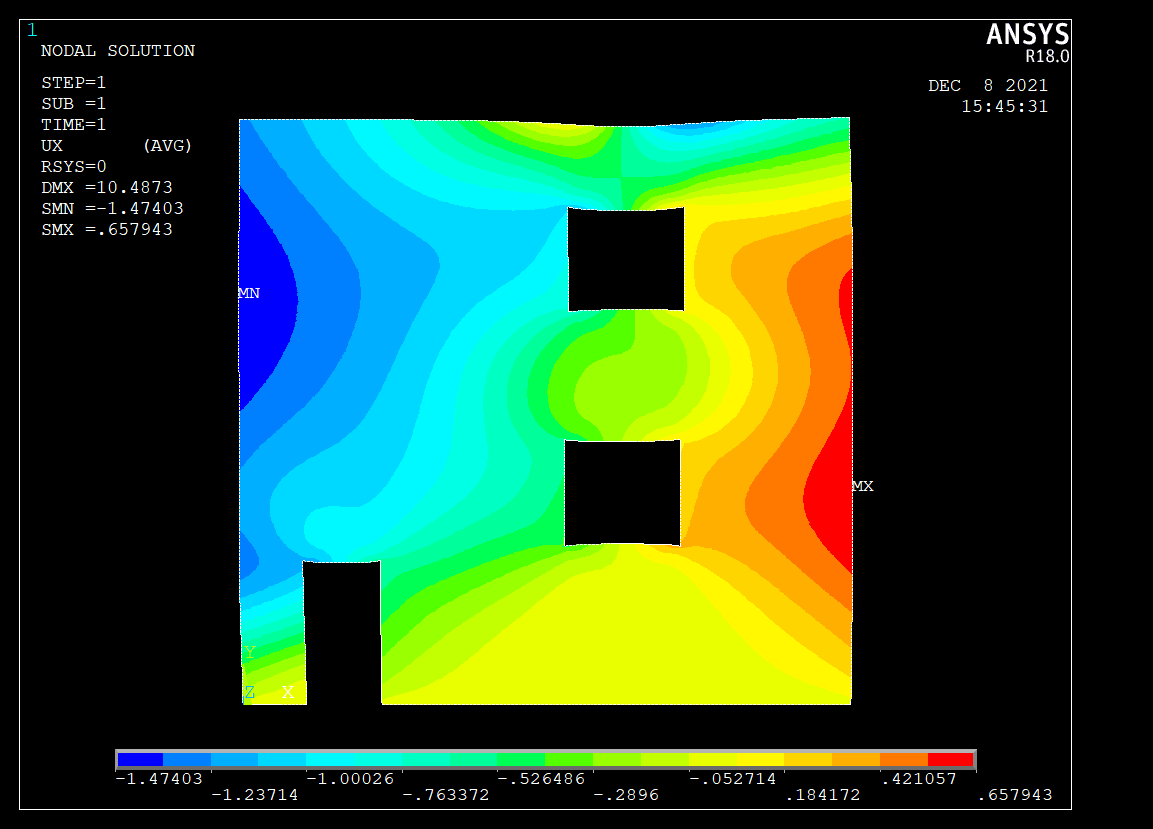 1
ANSYS
R18.0
NODAL SOLUTION
STEP=1
SUB =1
TIME=1
UX (AVG)
RSYS=0
DMX =10.4873
SMN =-1.47403
SMX =.657943
DEC 8 2021
15:45:31
MN
MX
Y
Z X
-1.47403 -1.00026 -.526486 -.052714 .421057
-1.23714 -.763372 -.2896 .184172 .657943